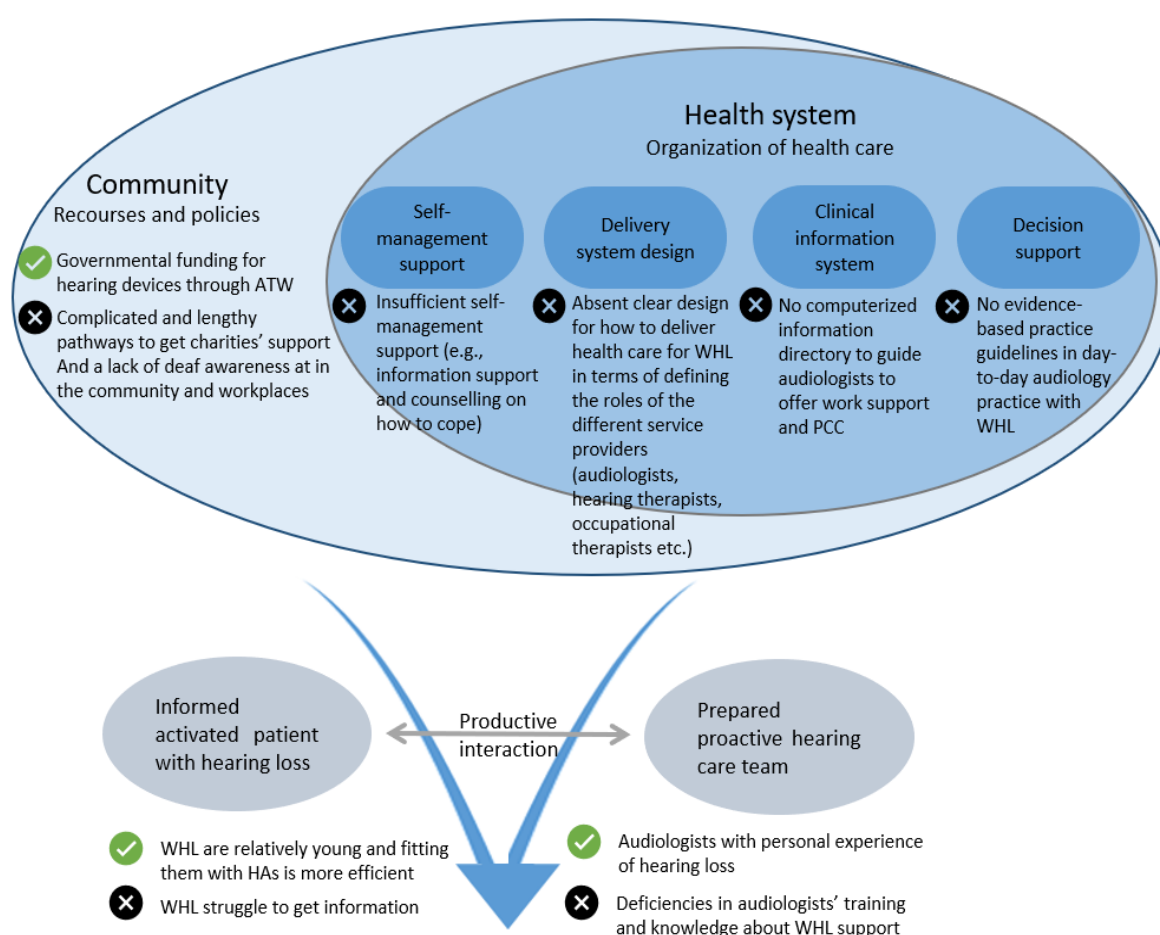 Health system
Organization of health care
Community
Recourses and policies
Governmental funding for
hearing devices through ATW
Complicated and lengthy
pathways to get charities' support
And a lack of deaf awareness at in
the community and workplaces
Self-
management
support
Insufficient self-
management
support (e.g.,
information support
and counselling on
how to cope)
Delivery
system design
Absent clear design
for how to deliver
health care for WHL
in terms of defining
the roles of the
different service
providers
(audiologists,
hearing therapists,
occupational
therapists etc.)
Clinical
information
system
No computerized
information
directory to guide
audiologists to
offer work support
and PCC
Decision
support
No evidence-
based practice
guidelines in day-
to-day audiology
practice with
WHL
Informed
activated patient
with hearing loss
Productive
interaction
Prepared
proactive hearing
care team
WHL are relatively young and fitting
them with HAs is more efficient
WHL struggle to get information
Audiologists with personal experience
of hearing loss
Deficiencies in audiologists' training
and knowledge about WHL support